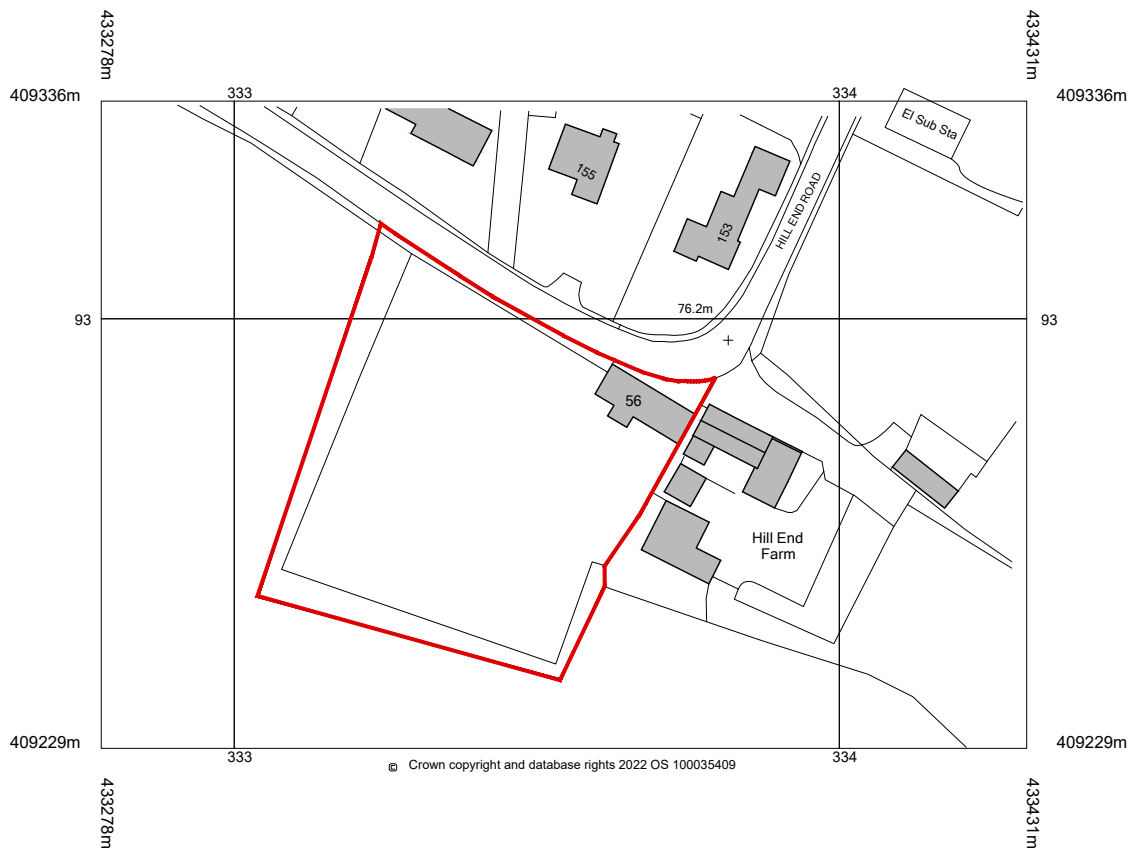 433278m
433431m
409336m
333
334
409336m
El Sub Sta
155
153
HILL END ROAD
76.2m
93
93
56
Hill End
Farm
409229m
333
334
409229m
© Crown copyright and database rights 2022 OS 100035409
433278m
433431m